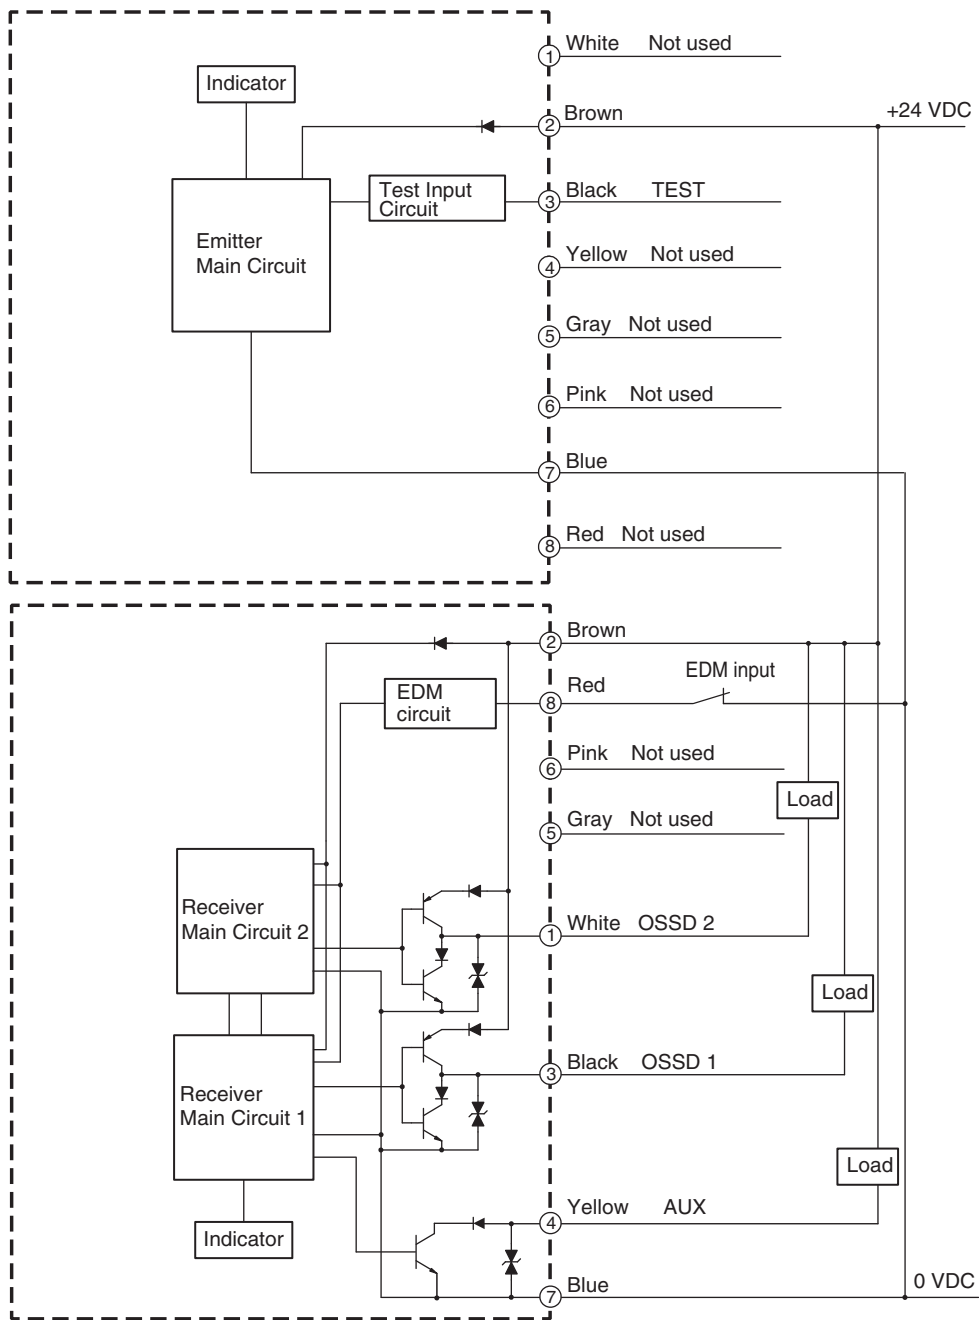 1 White Not used
Indicator
2 Brown +24 VDC
Test Input
Circuit
3 Black TEST
Emitter
Main Circuit
4 Yellow Not used
5 Gray Not used
6 Pink Not used
7 Blue
8 Red Not used
2 Brown
EDM input
EDM
circuit
8 Red
6 Pink Not used
Load
5 Gray Not used
Receiver
Main Circuit 2
1 White OSSD 2
Load
3 Black OSSD 1
Receiver
Main Circuit 1
Load
4 Yellow AUX
Indicator
7 Blue 0 VDC